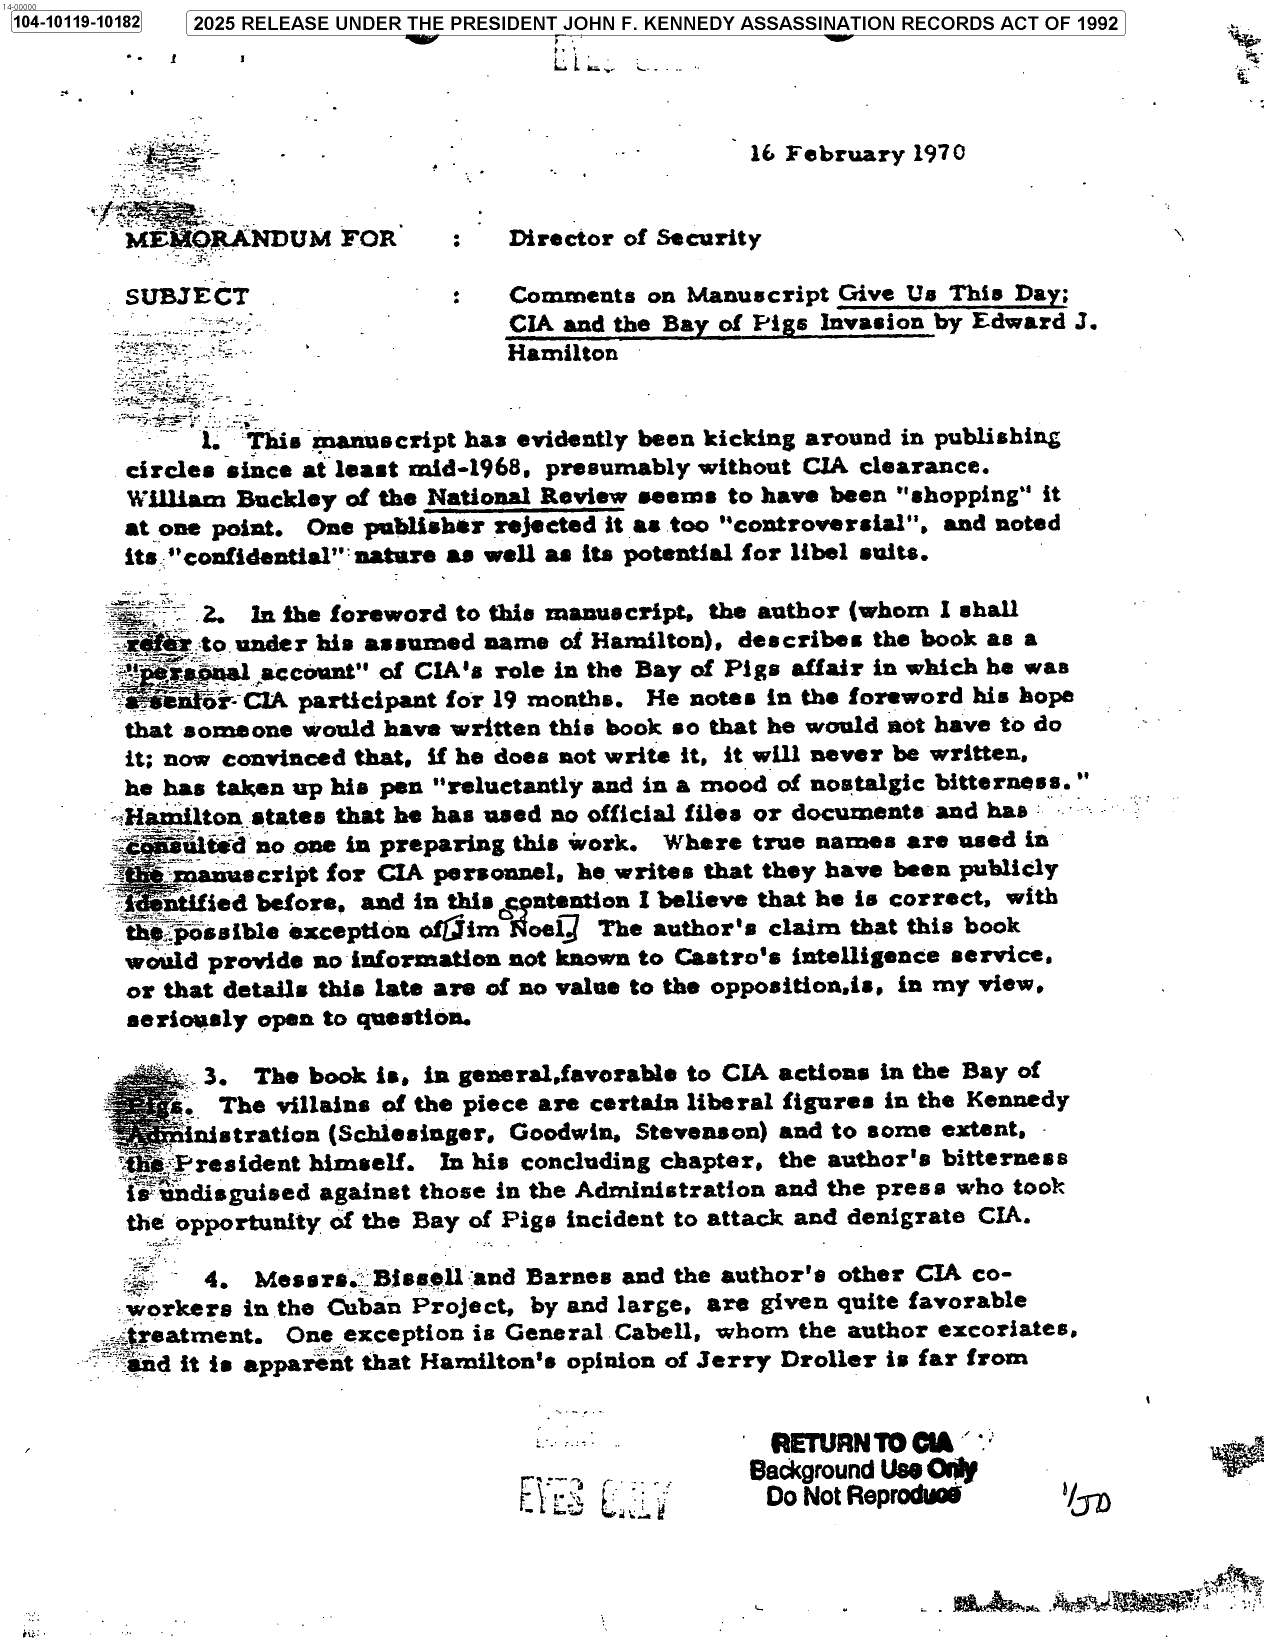 14-00000
104-10119-10182
2025 RELEASE UNDER THE PRESIDENT JOHN F. KENNEDY ASSASSINATION RECORDS ACT OF 1992
16 February 1970
MEMORANDUM FOR : Director of Security
SUBJECT : Comments on Manuscript Give Us This Day;
CIA and the Bay of Pigs Invasion by Edward J.
Hamilton
1. This manuscript has evidently been kicking around in publishing
circles since at least mid-1968, presumably without CIA clearance.
William Buckley of the National Review seems to have been "shopping" it
at one point. One publisher rejected it as too "controversial", and noted
its "confidential" nature as well as its potential for libel suits.
2. In the foreword to this manuscript, the author (whom I shall
refer to under his assumed name of Hamilton), describes the book as a
"personal account" of CIA's role in the Bay of Pigs affair in which he was
a senior CIA participant for 19 months. He notes in the foreword his hope
that someone would have written this book so that he would not have to do
it; now convinced that, if he does not write it, it will never be written,
he has taken up his pen "reluctantly and in a mood of nostalgic bitterness."
Hamilton states that he has used no official files or documents and has
consulted no one in preparing this work. Where true names are used in
the manuscript for CIA personnel, he writes that they have been publicly
identified before, and in this contention I believe that he is correct, with
the possible exception of [Jim Noel.] The author's claim that this book
would provide no information not known to Castro's intelligence service,
or that details this late are of no value to the opposition,is, in my view,
seriously open to question.
3. The book is, in general,favorable to CIA actions in the Bay of
Pigs. The villains of the piece are certain liberal figures in the Kennedy
Administration (Schlesinger, Goodwin, Stevenson) and to some extent,
the President himself. In his concluding chapter, the author's bitterness
is undisguised against those in the Administration and the press who took
the opportunity of the Bay of Pigs incident to attack and denigrate CIA.
4. Messrs. Bissell and Barnes and the author's other CIA co-
workers in the Cuban Project, by and large, are given quite favorable
treatment. One exception is General Cabell, whom the author excoriates,
and it is apparent that Hamilton's opinion of Jerry Droller is far from
RETURN TO CIA
Background Use Only
Do Not Reproduce
EYES ONLY
1/JD